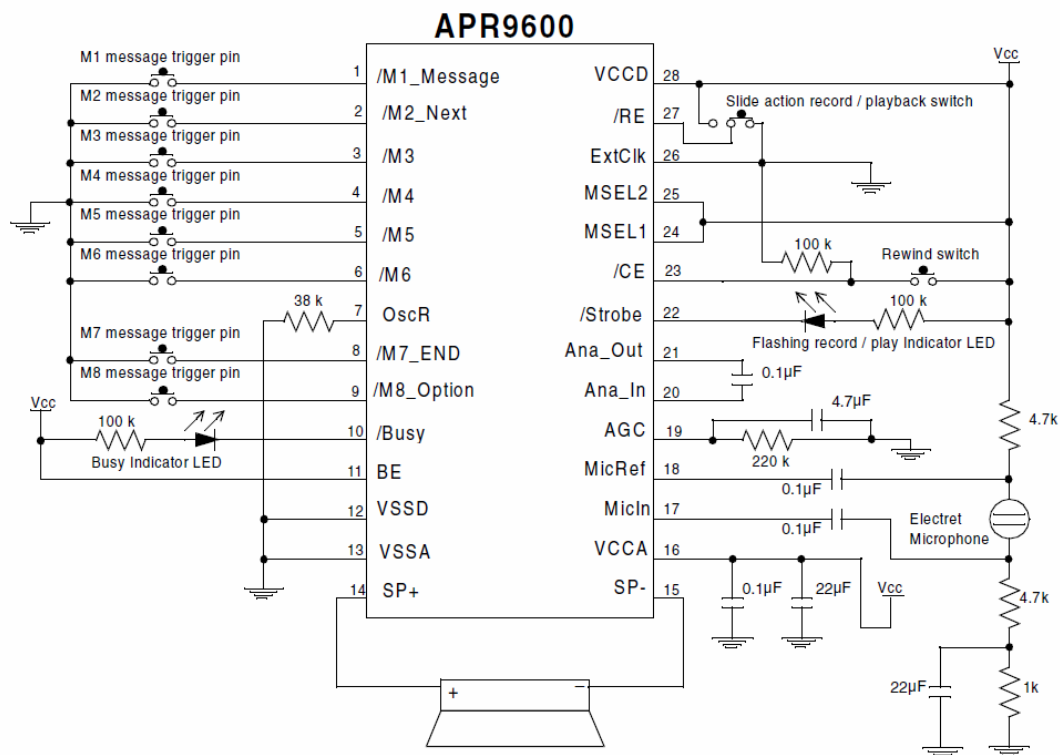 APR9600
M1 message trigger pin
M2 message trigger pin
M3 message trigger pin
M4 message trigger pin
M5 message trigger pin
M6 message trigger pin
38 k
M7 message trigger pin
M8 message trigger pin
Vcc
100 k
Busy Indicator LED
1 /M1_Message
2 /M2_Next
3 /M3
4 /M4
5 /M5
6 /M6
7 OscR
8 /M7_END
9 /M8_Option
10 /Busy
11 BE
12 VSSD
13 VSSA
14 SP+
VCCD 28
/RE 27
ExtClk 26
MSEL2 25
MSEL1 24
/CE 23
/Strobe 22
Ana_Out 21
Ana_In 20
AGC 19
MicRef 18
MicIn 17
VCCA 16
SP- 15
Vcc
Slide action record / playback switch
100 k
Rewind switch
100 k
Flashing record / play Indicator LED
0.1µF
4.7µF
220 k
4.7k
0.1µF
0.1µF
Electret
Microphone
0.1µF
22µF
Vcc
4.7k
22µF
1k
+
−